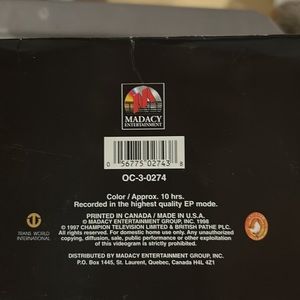 MADACY
ENTERTAINMENT
0 56775 02743 8
OC-3-0274
Color / Approx. 10 hrs.
Recorded in the highest quality EP mode.
PRINTED IN CANADA / MADE IN U.S.A.
© MADACY ENTERTAINMENT GROUP, INC. 1998
© 1997 CHAMPION TELEVISION LIMITED & BRITISH PATHE PLC.
All rights reserved. For domestic home use only. Any unauthorized
copying, diffusion, sale, public performance or other exploitation
of this videogram is strictly prohibited.
TRANS WORLD
INTERNATIONAL
DISTRIBUTED BY MADACY ENTERTAINMENT GROUP, INC.
P.O. Box 1445, St. Laurent, Quebec, Canada H4L 4Z1